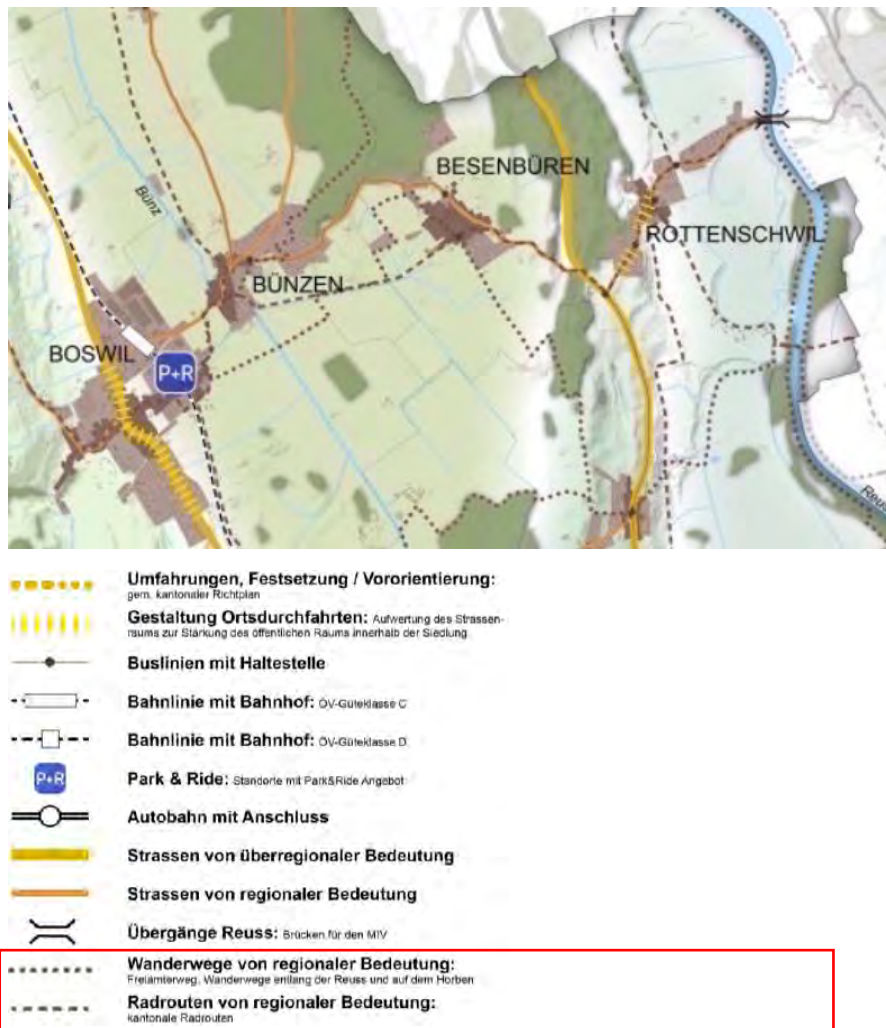 BESENBÜREN
Bünz
ROTTENSCHWIL
BÜNZEN
BOSWIL
P+R
Reuss
Umfahrungen, Festsetzung / Vororientierung:
gem. kantonaler Richtplan
Gestaltung Ortsdurchfahrten: Aufwertung des Strassen-
raums zur Stärkung des öffentlichen Raums innerhalb der Siedlung
Buslinien mit Haltestelle
Bahnlinie mit Bahnhof: ÖV-Güteklasse C
Bahnlinie mit Bahnhof: ÖV-Güteklasse D
P+R
Park & Ride: Standorte mit Park&Ride Angebot
Autobahn mit Anschluss
Strassen von überregionaler Bedeutung
Strassen von regionaler Bedeutung
Übergänge Reuss: Brücken für den MIV
Wanderwege von regionaler Bedeutung:
Freiämterweg, Wanderwege entlang der Reuss und auf dem Horben
Radrouten von regionaler Bedeutung:
kantonale Radrouten